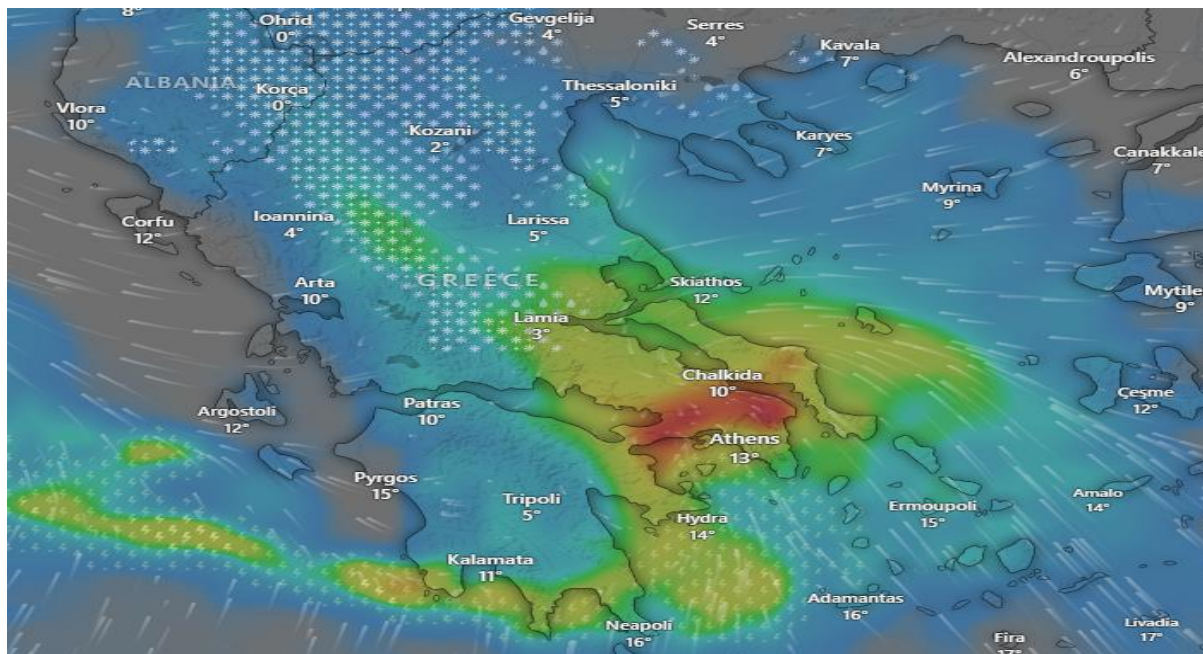 8°
Ohrid
0°
Gevgelija
4°
Serres
4°
Kavala
7°
Alexandroupolis
6°
ALBANIA
Korça
0°
Thessaloniki
5°
Vlora
10°
Kozani
2°
Karyes
7°
Canakkale
7°
Myrina
9°
Corfu
12°
Ioannina
4°
Larissa
5°
GREECE
Arta
10°
Skiathos
12°
Mytile
9°
Lamia
3°
Chalkida
10°
Argostoli
12°
Patras
10°
Çeşme
12°
Athens
13°
Pyrgos
15°
Tripoli
5°
Hydra
14°
Ermoupoli
15°
Amalo
14°
Kalamata
11°
Adamantas
16°
Neapoli
16°
Livadia
17°
Fira
17°